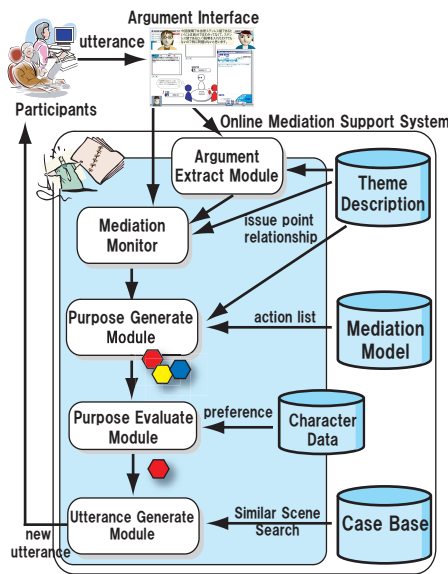 Argument Interface
utterance
Participants
Online Mediation Support System
Argument
Extract Module
Theme
Description
issue point
relationship
Mediation
Monitor
Purpose Generate
Module
action list
Mediation
Model
Purpose Evaluate
Module
preference
Character
Data
Utterance Generate
Module
Similar Scene
Search
Case Base
new
utterance